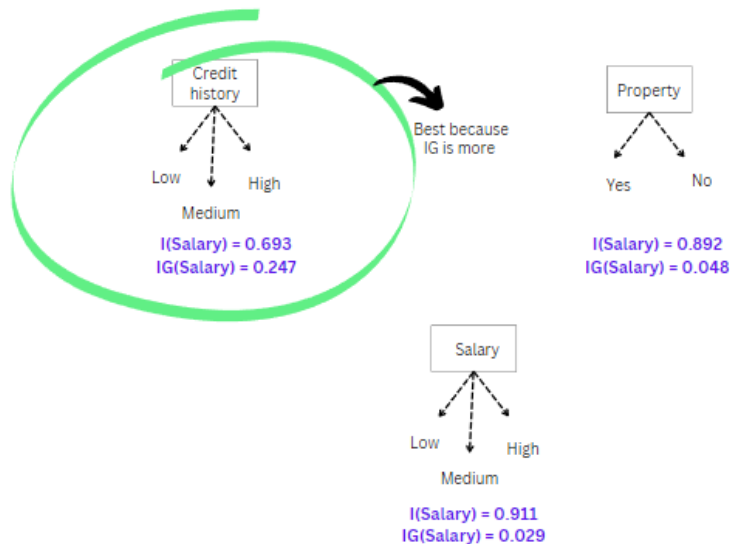 Credit
history
Low
High
Medium
I(Salary) = 0.693
IG(Salary) = 0.247
Best because
IG is more
Property
Yes
No
I(Salary) = 0.892
IG(Salary) = 0.048
Salary
Low
High
Medium
I(Salary) = 0.911
IG(Salary) = 0.029